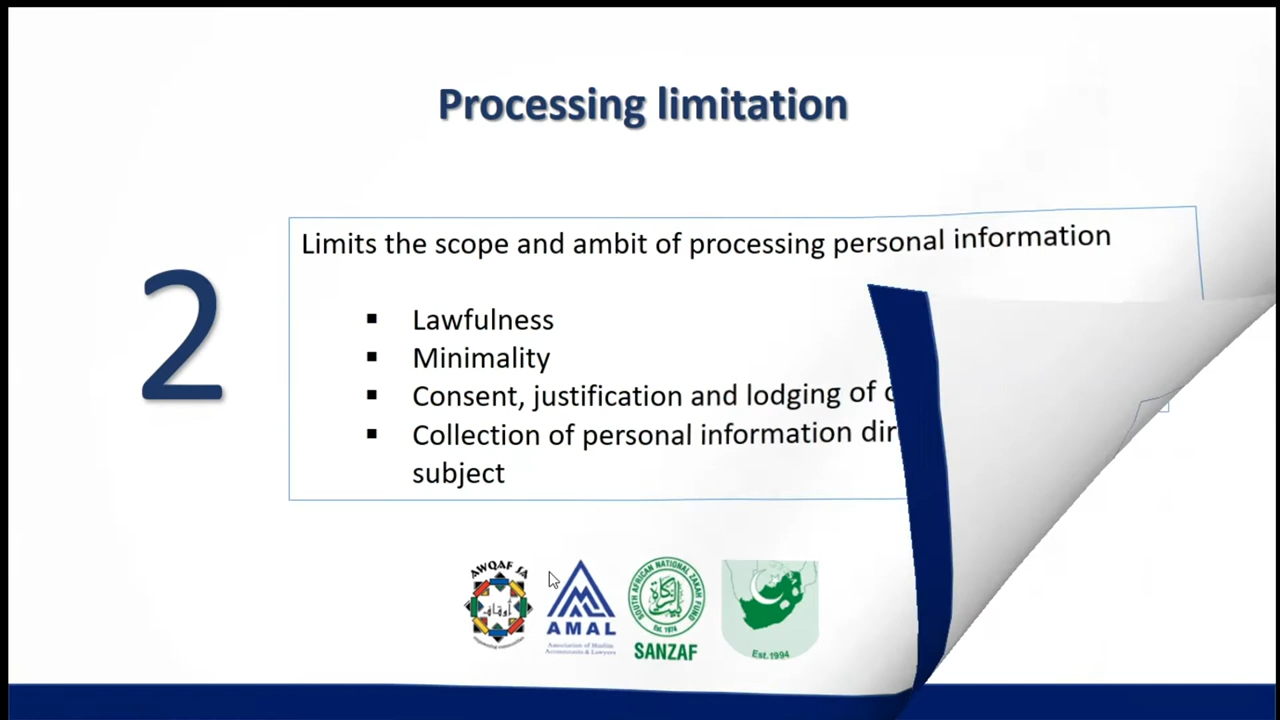 Processing limitation
2
Limits the scope and ambit of processing personal information
Lawfulness
Minimality
Consent, justification and lodging of
Collection of personal information
subject
AWQAF SA
أوقاف
AMAL
Association of Muslim
Accountants & Lawyers
SOUTH AFRICAN NATIONAL ZAKAH FUND
Est. 1974
SANZAF
Est.1994